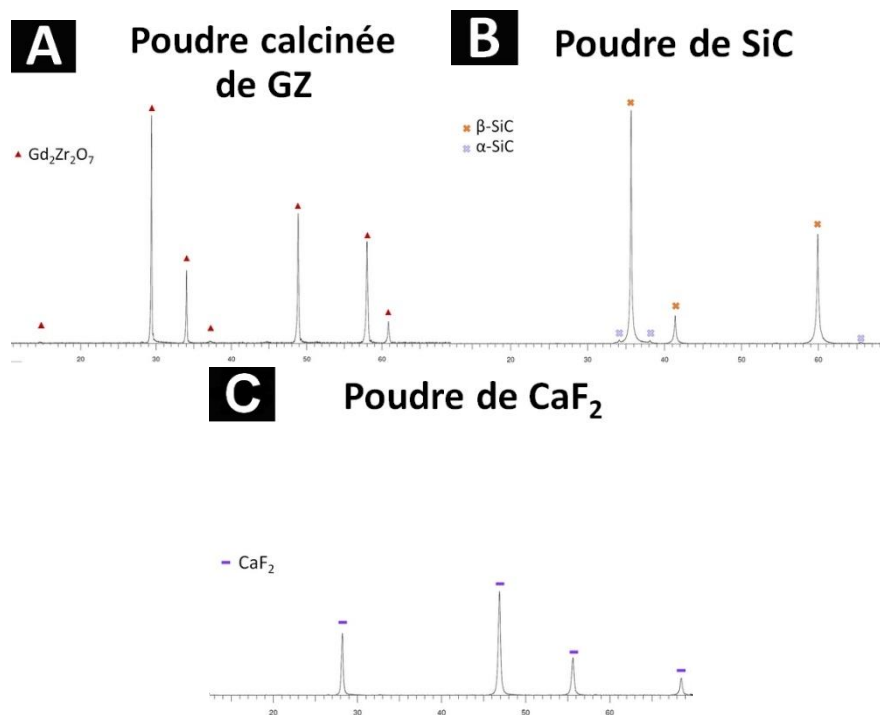 A
Poudre calcinée
de GZ
Gd₂Zr₂O₇
20 30 40 50 60
B
Poudre de SiC
β-SiC
α-SiC
20 30 40 50 60
C
Poudre de CaF₂
CaF₂
20 30 40 50 60